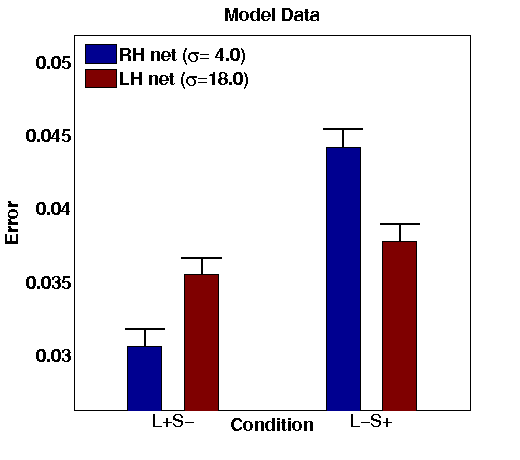 Model Data
RH net (σ= 4.0)
LH net (σ=18.0)
0.05
0.045
0.04
0.035
0.03
Error
L+S−
L−S+
Condition